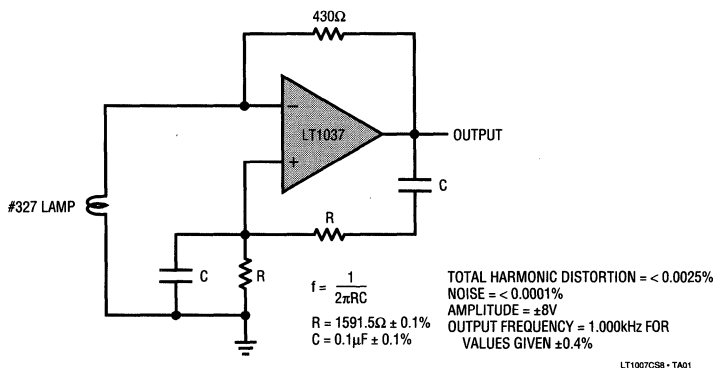 430Ω
−
LT1037
+
OUTPUT
C
#327 LAMP
R
C
R
f = 1
2πRC
R = 1591.5Ω ± 0.1%
C = 0.1µF ± 0.1%
TOTAL HARMONIC DISTORTION = < 0.0025%
NOISE = < 0.0001%
AMPLITUDE = ±8V
OUTPUT FREQUENCY = 1.000kHz FOR
VALUES GIVEN ±0.4%
LT1007CS8 • TA01